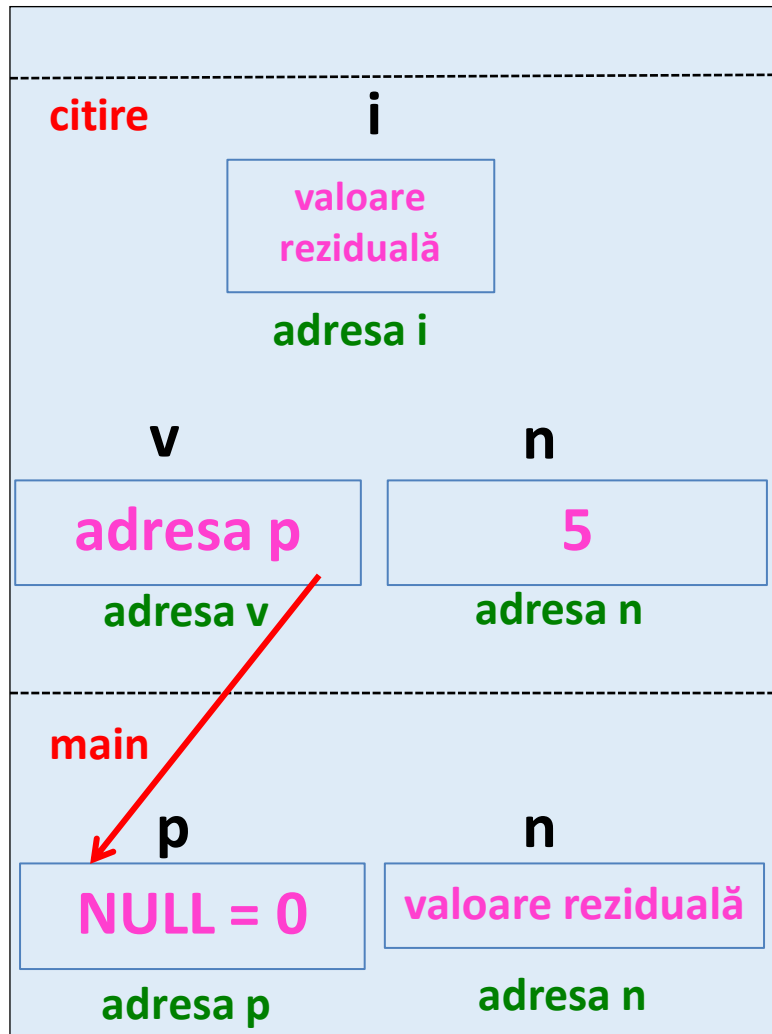 citire
i
valoare
reziduală
adresa i
v n
adresa p 5
adresa v adresa n
main
p n
NULL = 0 valoare reziduală
adresa p adresa n